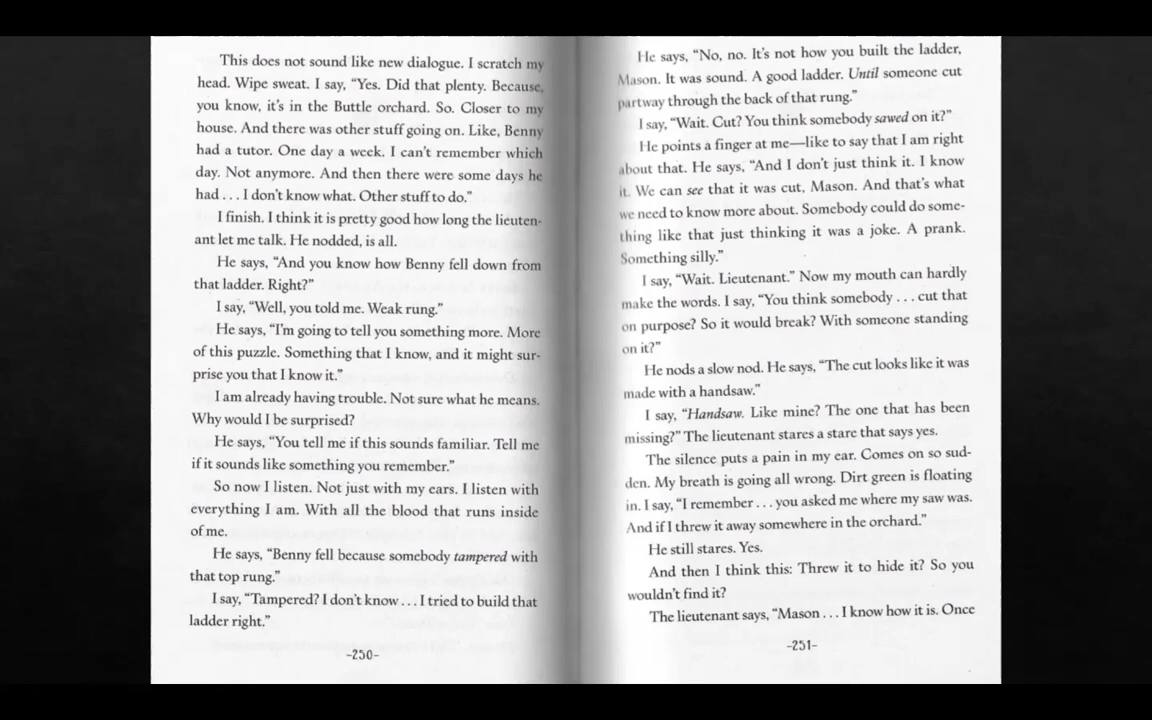 This does not sound like new dialogue. I scratch my
head. Wipe sweat. I say, “Yes. Did that plenty. Because,
you know, it’s in the Buttle orchard. So. Closer to my
house. And there was other stuff going on. Like, Benny
had a tutor. One day a week. I can’t remember which
day. Not anymore. And then there were some days he
had . . . I don’t know what. Other stuff to do.”
I finish. I think it is pretty good how long the lieuten-
ant let me talk. He nodded, is all.
He says, “And you know how Benny fell down from
that ladder. Right?”
I say, “Well, you told me. Weak rung.”
He says, “I’m going to tell you something more. More
of this puzzle. Something that I know, and it might sur-
prise you that I know it.”
I am already having trouble. Not sure what he means.
Why would I be surprised?
He says, “You tell me if this sounds familiar. Tell me
if it sounds like something you remember.”
So now I listen. Not just with my ears. I listen with
everything I am. With all the blood that runs inside
of me.
He says, “Benny fell because somebody tampered with
that top rung.”
I say, “Tampered? I don’t know . . . I tried to build that
ladder right.”
-250-
He says, “No, no. It’s not how you built the ladder,
Mason. It was sound. A good ladder. Until someone cut
partway through the back of that rung.”
I say, “Wait. Cut? You think somebody sawed on it?”
He points a finger at me—like to say that I am right
about that. He says, “And I don’t just think it. I know
it. We can see that it was cut, Mason. And that’s what
we need to know more about. Somebody could do some-
thing like that just thinking it was a joke. A prank.
Something silly.”
I say, “Wait. Lieutenant.” Now my mouth can hardly
make the words. I say, “You think somebody . . . cut that
on purpose? So it would break? With someone standing
on it?”
He nods a slow nod. He says, “The cut looks like it was
made with a handsaw.”
I say, “Handsaw. Like mine? The one that has been
missing?” The lieutenant stares a stare that says yes.
The silence puts a pain in my ear. Comes on so sud-
den. My breath is going all wrong. Dirt green is floating
in. I say, “I remember . . . you asked me where my saw was.
And if I threw it away somewhere in the orchard.”
He still stares. Yes.
And then I think this: Threw it to hide it? So you
wouldn’t find it?
The lieutenant says, “Mason . . . I know how it is. Once
-251-